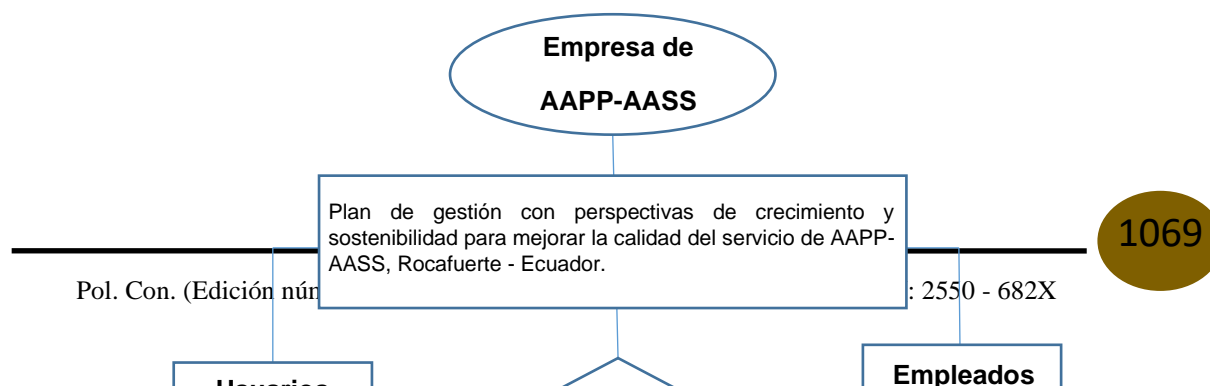 Empresa de
AAPP-AASS
Plan de gestión con perspectivas de crecimiento y
sostenibilidad para mejorar la calidad del servicio de AAPP-
AASS, Rocafuerte - Ecuador.
1069
Pol. Con. (Edición : 2550 - 682X
Usuarios
Empleados